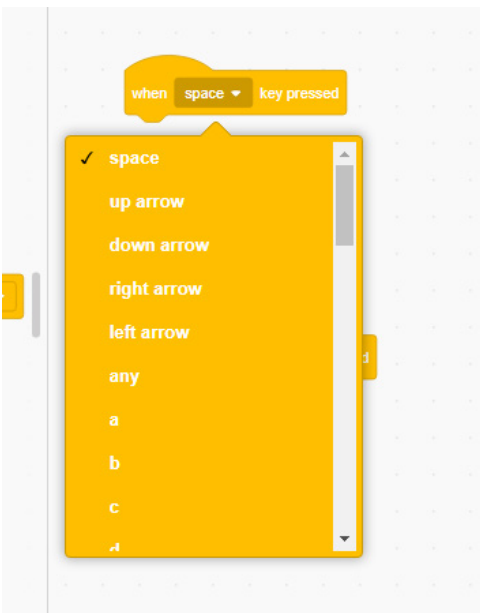 when space key pressed
✓ space
up arrow
down arrow
right arrow
left arrow
any
a
b
c
d
d